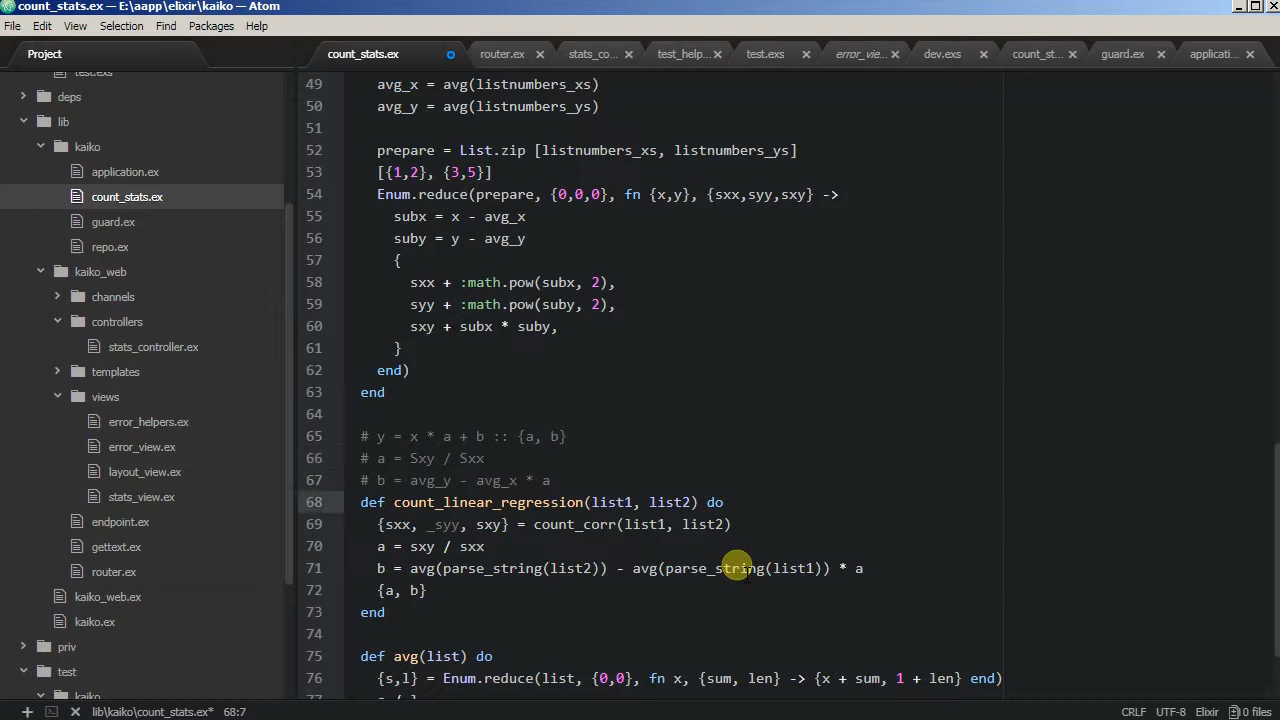 count_stats.ex — E:\aapp\elixir\kaiko — Atom
File Edit View Selection Find Packages Help
Project
count_stats.ex router.ex stats_co... test_help... test.exs error_vie... dev.exs count_st... guard.ex applicati...
test.exs
deps
lib
kaiko
application.ex
count_stats.ex
guard.ex
repo.ex
kaiko_web
channels
controllers
stats_controller.ex
templates
views
error_helpers.ex
error_view.ex
layout_view.ex
stats_view.ex
endpoint.ex
gettext.ex
router.ex
kaiko_web.ex
kaiko.ex
priv
test
kaiko
49 avg_x = avg(listnumbers_xs)
50 avg_y = avg(listnumbers_ys)
51
52 prepare = List.zip [listnumbers_xs, listnumbers_ys]
53 [{1,2}, {3,5}]
54 Enum.reduce(prepare, {0,0,0}, fn {x,y}, {sxx,syy,sxy} ->
55 subx = x - avg_x
56 suby = y - avg_y
57 {
58 sxx + :math.pow(subx, 2),
59 syy + :math.pow(suby, 2),
60 sxy + subx * suby,
61 }
62 end)
63 end
64
65 # y = x * a + b :: {a, b}
66 # a = Sxy / Sxx
67 # b = avg_y - avg_x * a
68 def count_linear_regression(list1, list2) do
69 {sxx, _syy, sxy} = count_corr(list1, list2)
70 a = sxy / sxx
71 b = avg(parse_string(list2)) - avg(parse_string(list1)) * a
72 {a, b}
73 end
74
75 def avg(list) do
76 {s,l} = Enum.reduce(list, {0,0}, fn x, {sum, len} -> {x + sum, 1 + len} end)
77 s / l
lib\kaiko\count_stats.ex* 68:7 CRLF UTF-8 Elixir 0 files